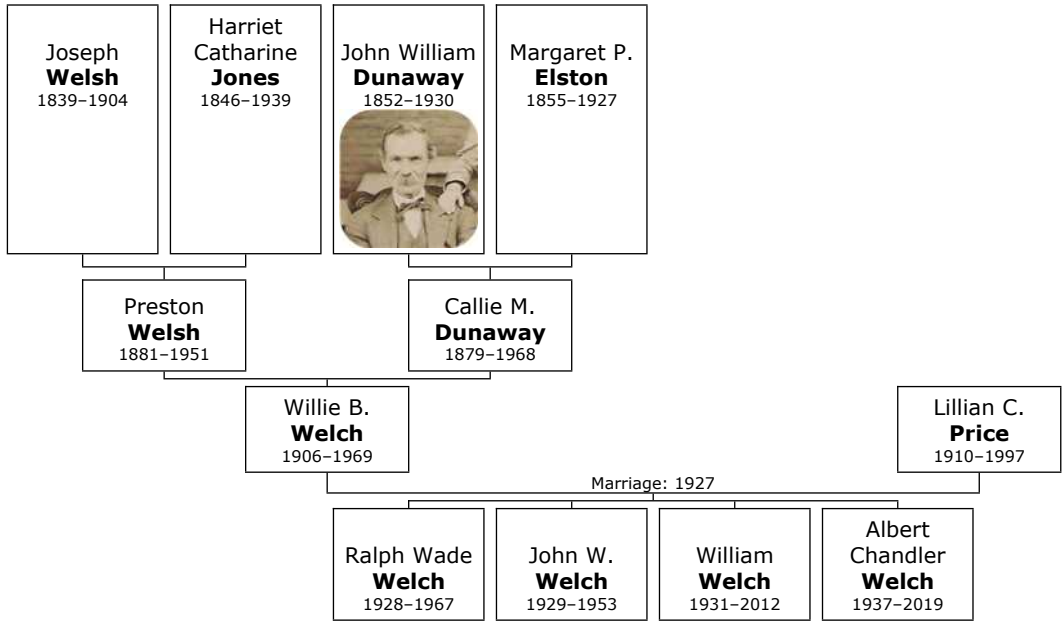 Joseph
Welsh
1839–1904
Harriet
Catharine
Jones
1846–1939
John William
Dunaway
1852–1930
Margaret P.
Elston
1855–1927
Preston
Welsh
1881–1951
Callie M.
Dunaway
1879–1968
Willie B.
Welch
1906–1969
Lillian C.
Price
1910–1997
Marriage: 1927
Ralph Wade
Welch
1928–1967
John W.
Welch
1929–1953
William
Welch
1931–2012
Albert
Chandler
Welch
1937–2019